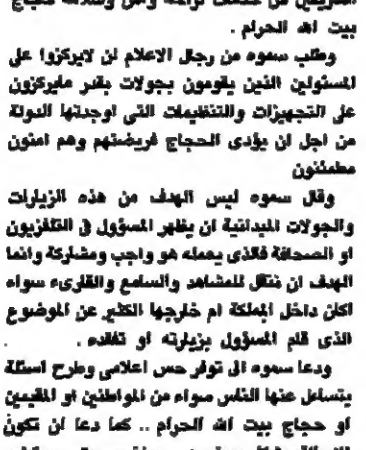 بيت الله الحرام .
وطلب سموه من رجال الاعلام ان لايركزوا على
المسئولين الذين يقومون بجولات بقدر مايركزون
على التجهيزات والتنظيمات التى اوجدتها الدولة
من اجل ان يؤدى الحجاج فريضتهم وهم امنون
مطمئنون
وقال سموه ليس الهدف من هذه الزيارات
والجولات الميدانية ان يظهر المسؤول فى التلفزيون
او الصحافة فالذى يعمله هو واجب ومشاركة وانما
الهدف ان ننقل للمشاهد والسامع والقارىء سواء
اكان داخل المملكة ام خارجها الكثير عن الموضوع
الذى قام المسؤول بزيارته او تفقده .
ودعا سموه الى توفر حس اعلامى وطرح اسئلة
يتساءل عنها الناس سواء من المواطنين او المقيمين
او حجاج بيت الله الحرام .. كما دعا ان تكون